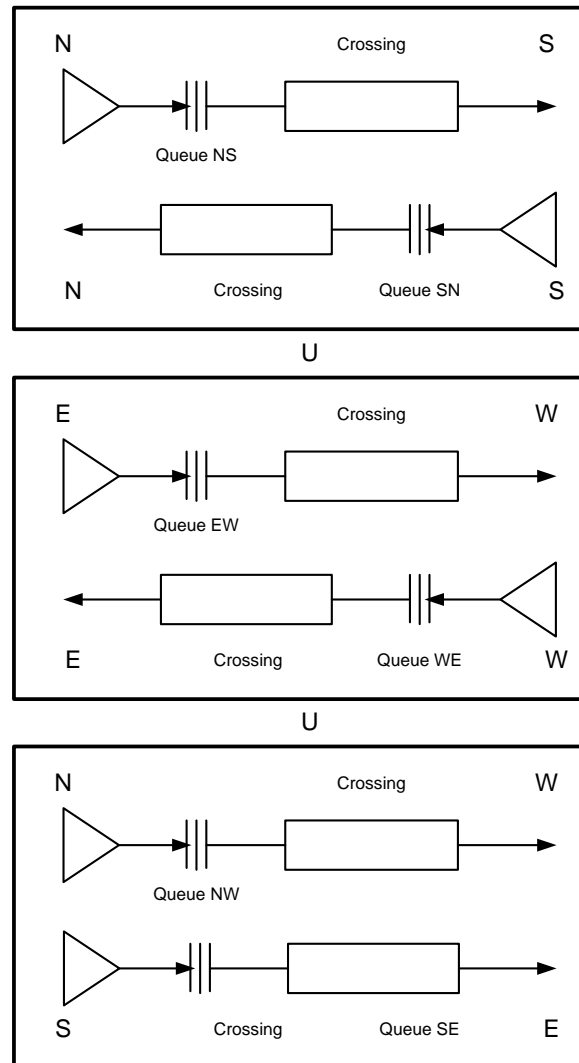 N Crossing S
Queue NS
N Crossing Queue SN S
U
E Crossing W
Queue EW
E Crossing Queue WE W
U
N Crossing W
Queue NW
S Crossing Queue SE E